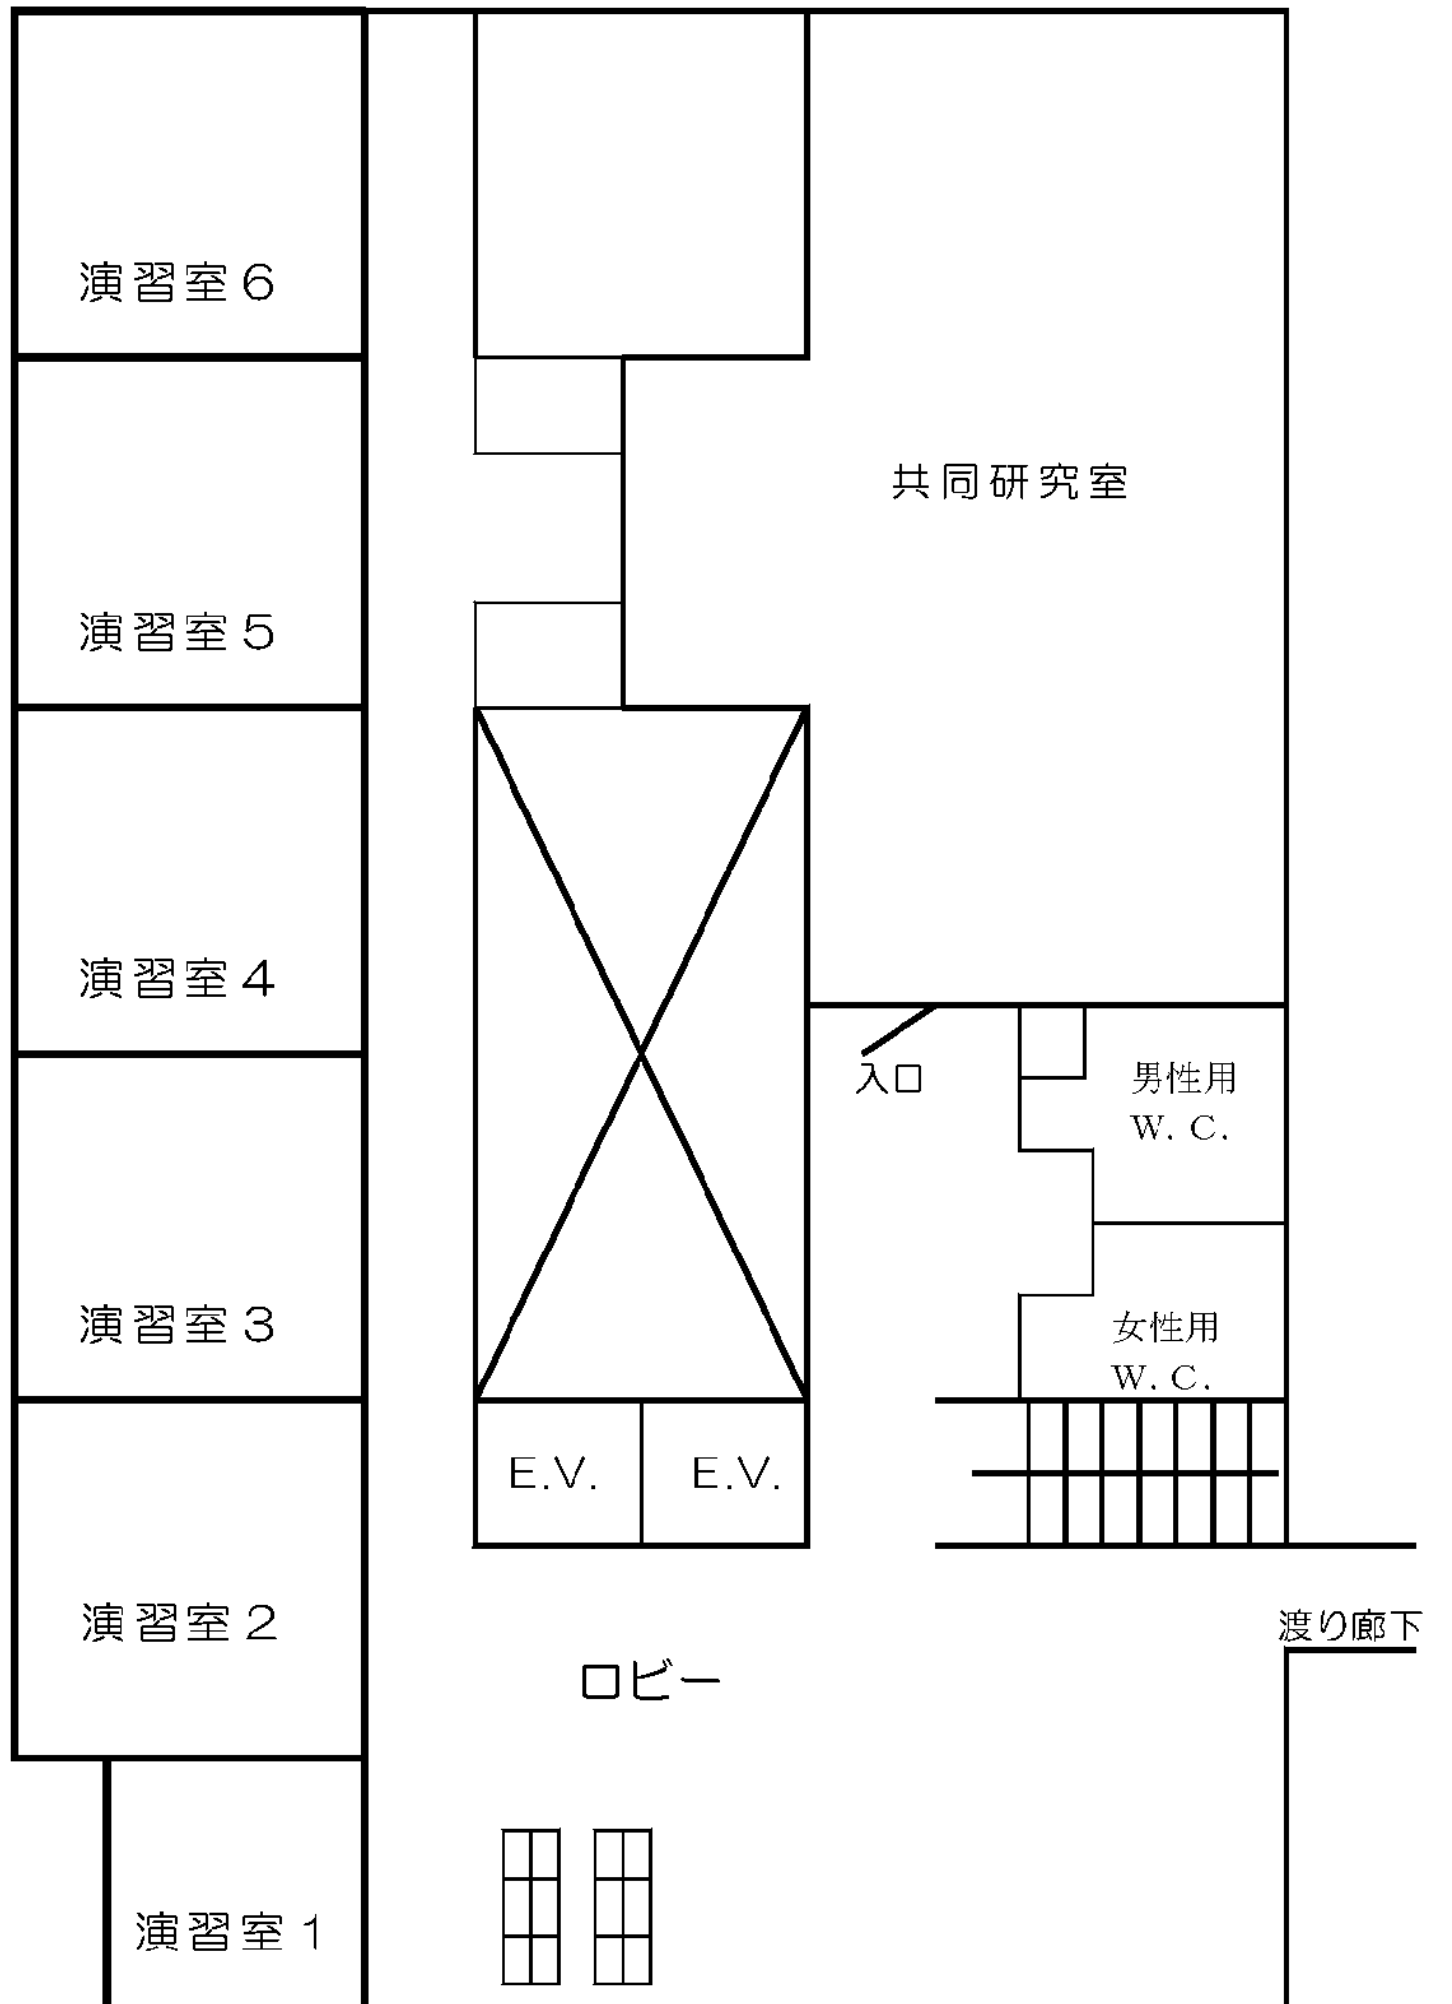 演習室6
共同研究室
演習室5
演習室4
入口
男性用
W. C.
演習室3
女性用
W. C.
E.V.
E.V.
演習室2
渡り廊下
ロビー
演習室1